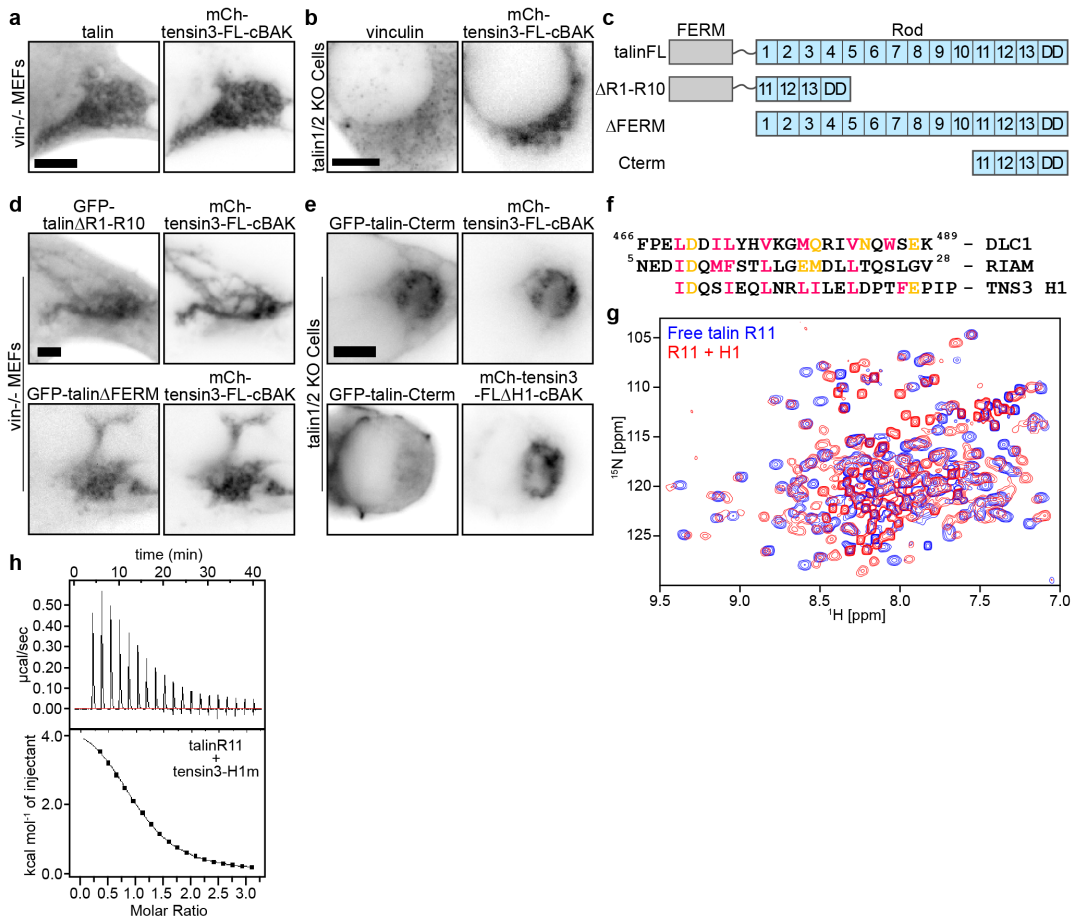 a
talin
mCh-
tensin3-FL-cBAK
vin-/- MEFs
b
vinculin
mCh-
tensin3-FL-cBAK
talin1/2 KO Cells
c
FERM
Rod
talinFL
1 2 3 4 5 6 7 8 9 10 11 12 13 DD
ΔR1-R10
11 12 13 DD
ΔFERM
1 2 3 4 5 6 7 8 9 10 11 12 13 DD
Cterm
11 12 13 DD
d
GFP-
talinΔR1-R10
mCh-
tensin3-FL-cBAK
GFP-talinΔFERM
mCh-
tensin3-FL-cBAK
vin-/- MEFs
e
GFP-talin-Cterm
mCh-
tensin3-FL-cBAK
GFP-talin-Cterm
mCh-tensin3
-FLΔH1-cBAK
talin1/2 KO Cells
f
466FPELDDILYHVKGMQRIVNQWSEK489 - DLC1
5NEDIDQMFSTLLGEMDLLTQSLGV28 - RIAM
IDQSIEQLNRLILELDPTFEPIP - TNS3 H1
g
Free talin R11
R11 + H1
105
110
115
120
125
15N [ppm]
9.5 9.0 8.5 8.0 7.5 7.0
1H [ppm]
h
time (min)
0 10 20 30 40
0.50
0.40
0.30
0.20
0.10
0.00
µcal/sec
talinR11
+
tensin3-H1m
4.0
2.0
0.0
kcal mol-1 of injectant
0.0 0.5 1.0 1.5 2.0 2.5 3.0
Molar Ratio